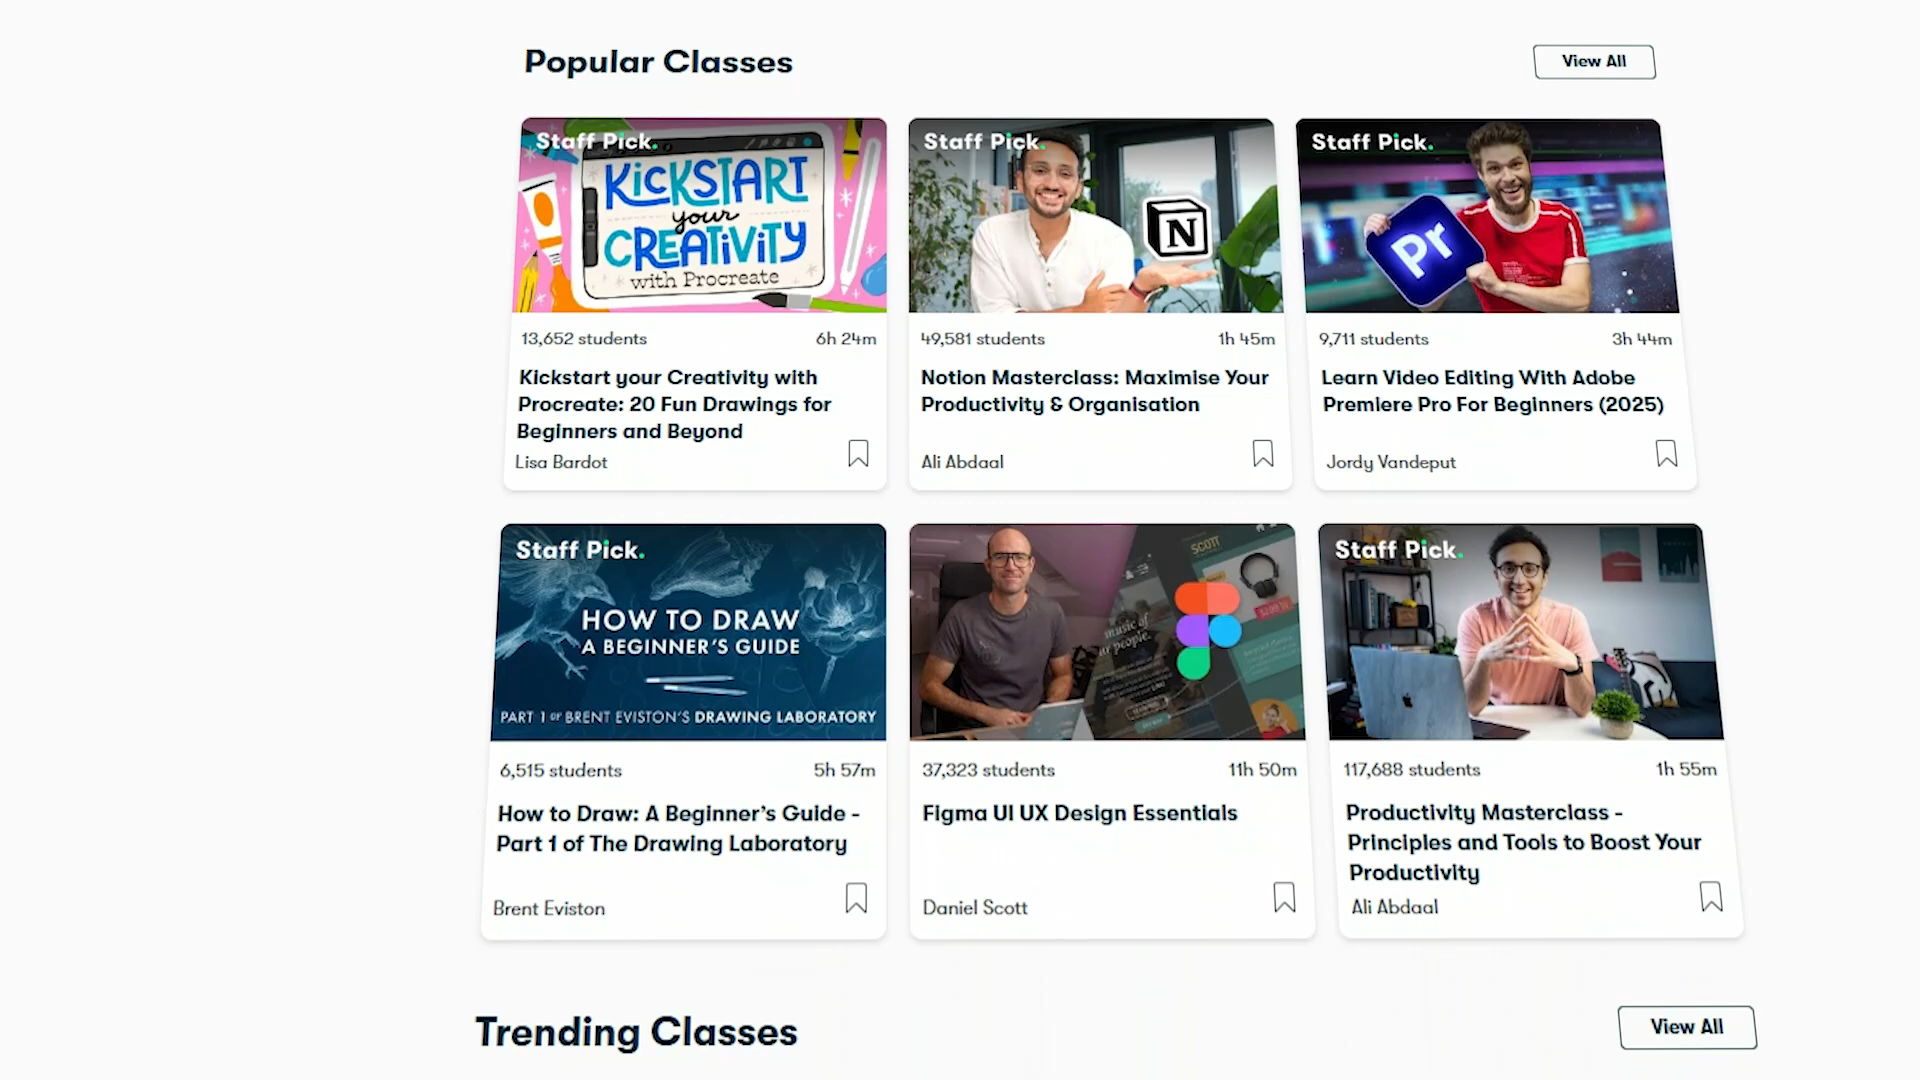 Popular Classes
View All
Staff Pick.
KICKSTART
your
CREATIVITY
with Procreate
13,652 students
6h 24m
Kickstart your Creativity with
Procreate: 20 Fun Drawings for
Beginners and Beyond
Lisa Bardot
Staff Pick.
N
49,581 students
1h 45m
Notion Masterclass: Maximise Your
Productivity & Organisation
Ali Abdaal
Staff Pick.
Pr
9,711 students
3h 44m
Learn Video Editing With Adobe
Premiere Pro For Beginners (2025)
Jordy Vandeput
Staff Pick.
HOW TO DRAW
A BEGINNER'S GUIDE
PART 1 OF BRENT EVISTON'S DRAWING LABORATORY
6,515 students
5h 57m
How to Draw: A Beginner’s Guide -
Part 1 of The Drawing Laboratory
Brent Eviston
SCOTT
music of
people.
37,323 students
11h 50m
Figma UI UX Design Essentials
Daniel Scott
Staff Pick.
117,688 students
1h 55m
Productivity Masterclass -
Principles and Tools to Boost Your
Productivity
Ali Abdaal
Trending Classes
View All